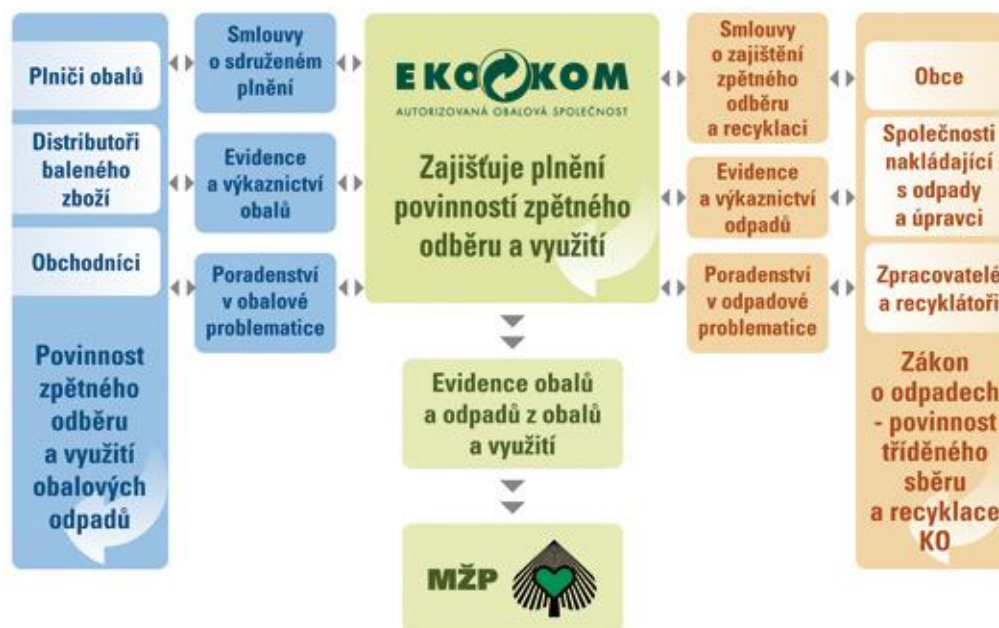 Plniči obalů
Distributoři
baleného
zboží
Obchodníci
Povinnost
zpětného
odběru
a využití
obalových
odpadů
Smlouvy
o sdruženém
plnění
Evidence
a výkaznictví
obalů
Poradenství
v obalové
problematice
EKO KOM
AUTORIZOVANÁ OBALOVÁ SPOLEČNOST
Zajišťuje plnění
povinností zpětného
odběru a využití
Evidence obalů
a odpadů z obalů
a využití
MŽP
Smlouvy
o zajištění
zpětného
odběru
a recyklaci
Evidence
a výkaznictví
odpadů
Poradenství
v odpadové
problematice
Obce
Společnosti
nakládající
s odpady
a úpravci
Zpracovatelé
a recyklátoři
Zákon
o odpadech
- povinnost
tříděného
sběru
a recyklace
KO